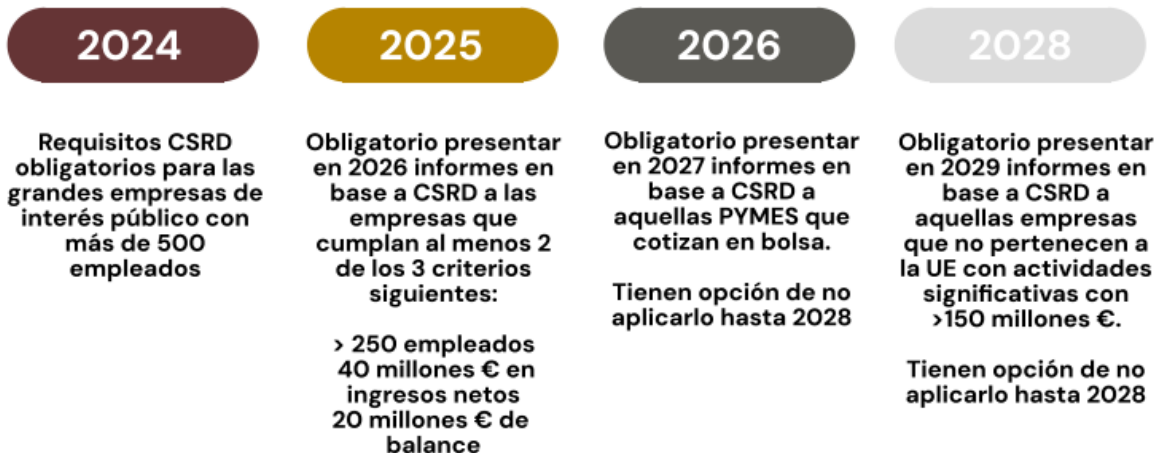 2024
Requisitos CSRD
obligatorios para las
grandes empresas de
interés público con
más de 500
empleados
2025
Obligatorio presentar
en 2026 informes en
base a CSRD a las
empresas que
cumplan al menos 2
de los 3 criterios
siguientes:
> 250 empleados
40 millones € en
ingresos netos
20 millones € de
balance
2026
Obligatorio presentar
en 2027 informes en
base a CSRD a
aquellas PYMES que
cotizan en bolsa.
Tienen opción de no
aplicarlo hasta 2028
2028
Obligatorio presentar
en 2029 informes en
base a CSRD a
aquellas empresas
que no pertenecen a
la UE con actividades
significativas con
>150 millones €.
Tienen opción de no
aplicarlo hasta 2028